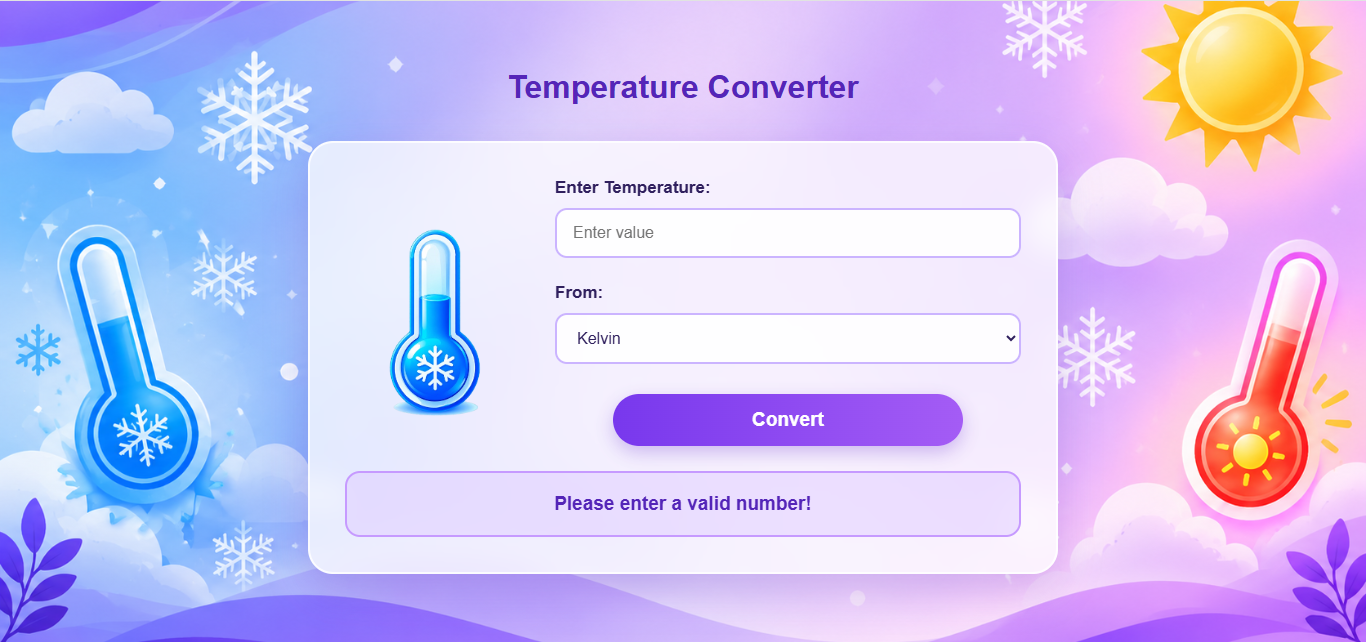 Temperature Converter
Enter Temperature:
Enter value
From:
Kelvin
Convert
Please enter a valid number!